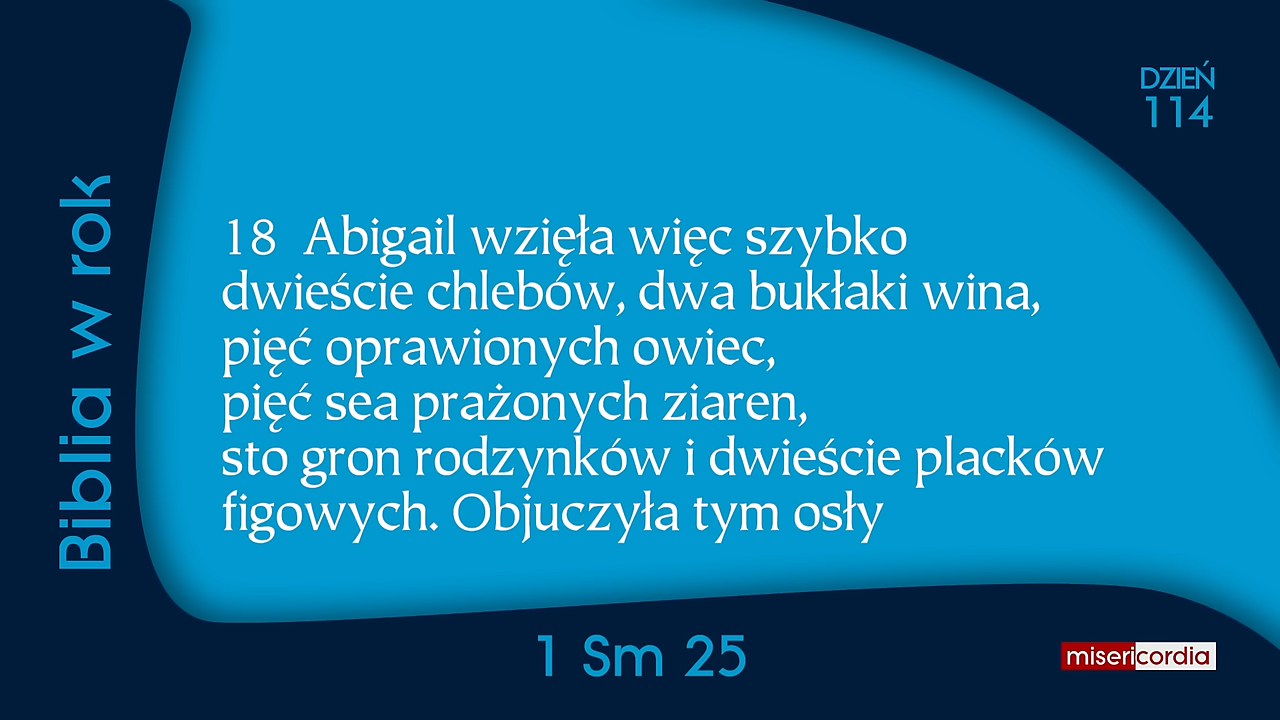 DZIEŃ
114
Biblia w rok
18 Abigail wzięła więc szybko
dwieście chlebów, dwa bukłaki wina,
pięć oprawionych owiec,
pięć sea prażonych ziaren,
sto gron rodzynków i dwieście placków
figowych. Objuczyła tym osły
1 Sm 25
misericordia